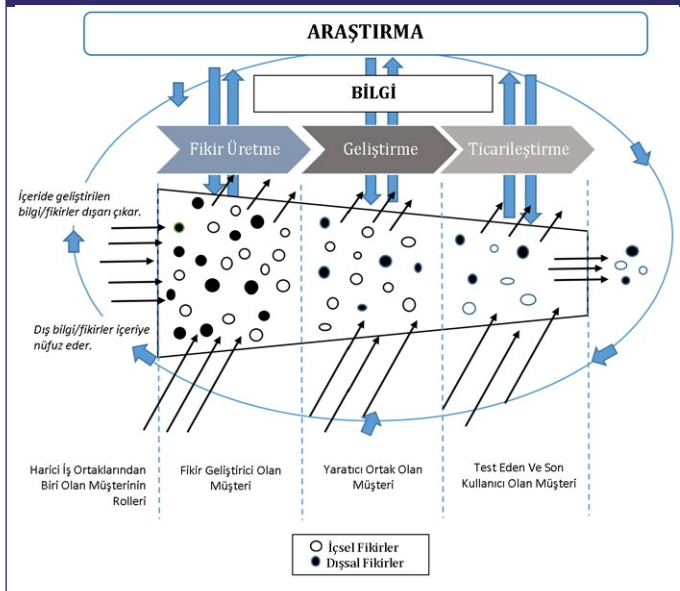 ARAŞTIRMA
BİLGİ
Fikir Üretme
Geliştirme
Ticarileştirme
İçeride geliştirilen
bilgi/fikirler dışarı çıkar.
Dış bilgi/fikirler içeriye
nüfuz eder.
Harici İş Ortaklarından
Biri Olan Müşterinin
Rolleri
Fikir Geliştirici Olan
Müşteri
Yaratıcı Ortak Olan
Müşteri
Test Eden Ve Son
Kullanıcı Olan Müşteri
İçsel Fikirler
Dışsal Fikirler